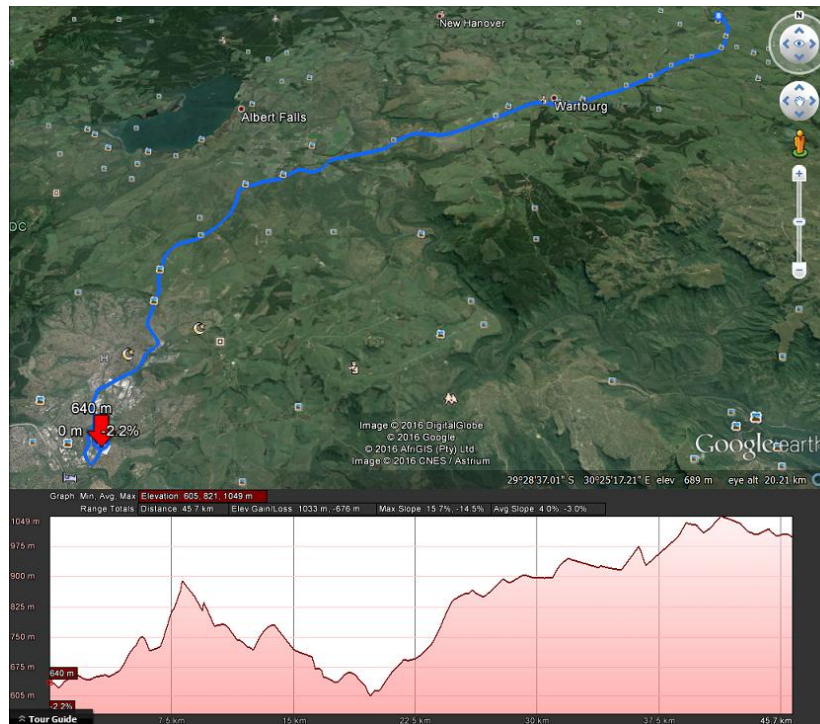 New Hanover
N
Albert Falls
Wartburg
DC
H
640 m
0 m -2.2%
Image © 2016 DigitalGlobe
© 2016 Google
© 2016 AfriGIS (Pty) Ltd
Image © 2016 CNES / Astrium
Google earth
29°28'37.01" S 30°25'17.21" E elev 689 m eye alt 20.21 km
Graph: Min, Avg, Max Elevation: 605, 821, 1049 m
Range Totals: Distance: 45.7 km Elev Gain/Loss: 1033 m, -676 m Max Slope: 15.7%, -14.5% Avg Slope: 4.0%, -3.0%
1049 m
975 m
900 m
825 m
750 m
675 m
640 m
605 m
-2.2%
7.5 km 15 km 22.5 km 30 km 37.5 km 45.7 km
Tour Guide